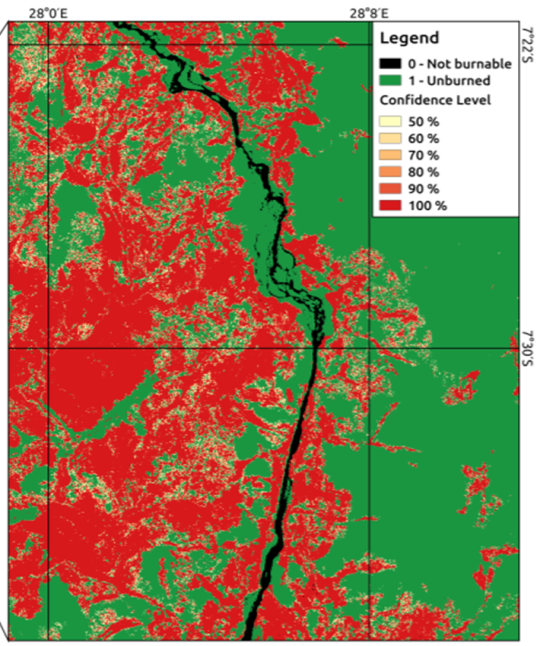 28°0'E
28°8'E
7°22'S
Legend
0 - Not burnable
1 - Unburned
Confidence Level
50 %
60 %
70 %
80 %
90 %
100 %
7°30'S